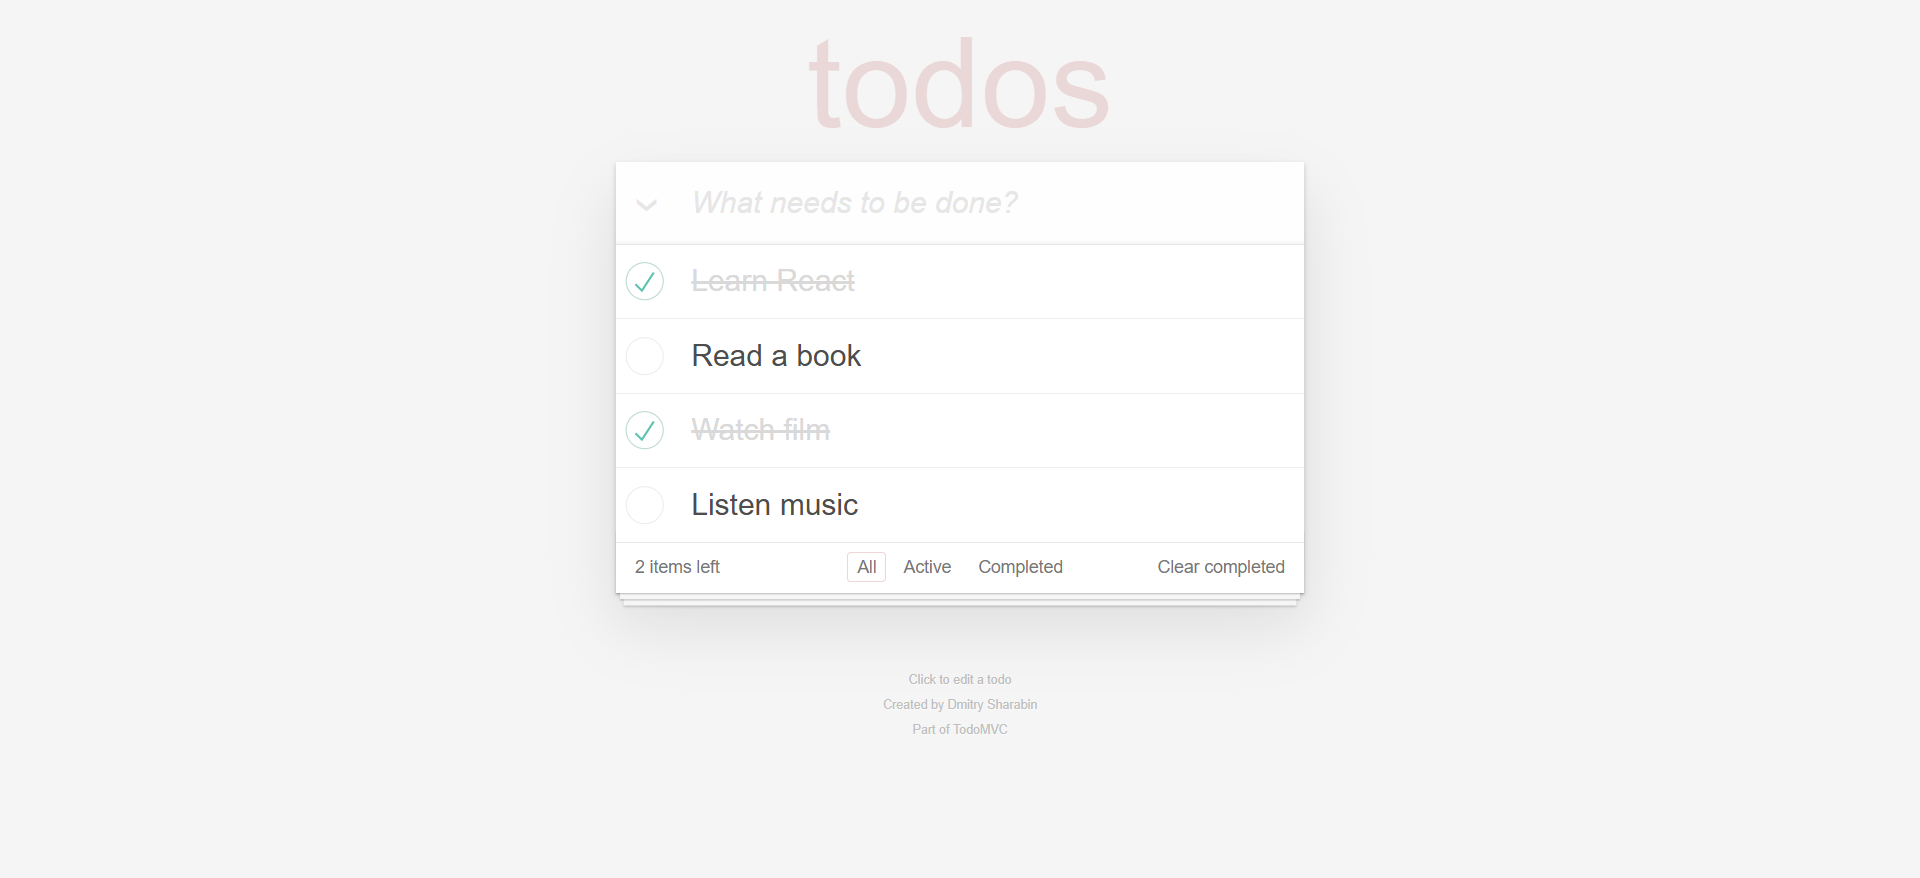 todos
What needs to be done?
Learn React
Read a book
Watch film
Listen music
2 items left All Active Completed Clear completed
Click to edit a todo
Created by Dmitry Sharabin
Part of TodoMVC